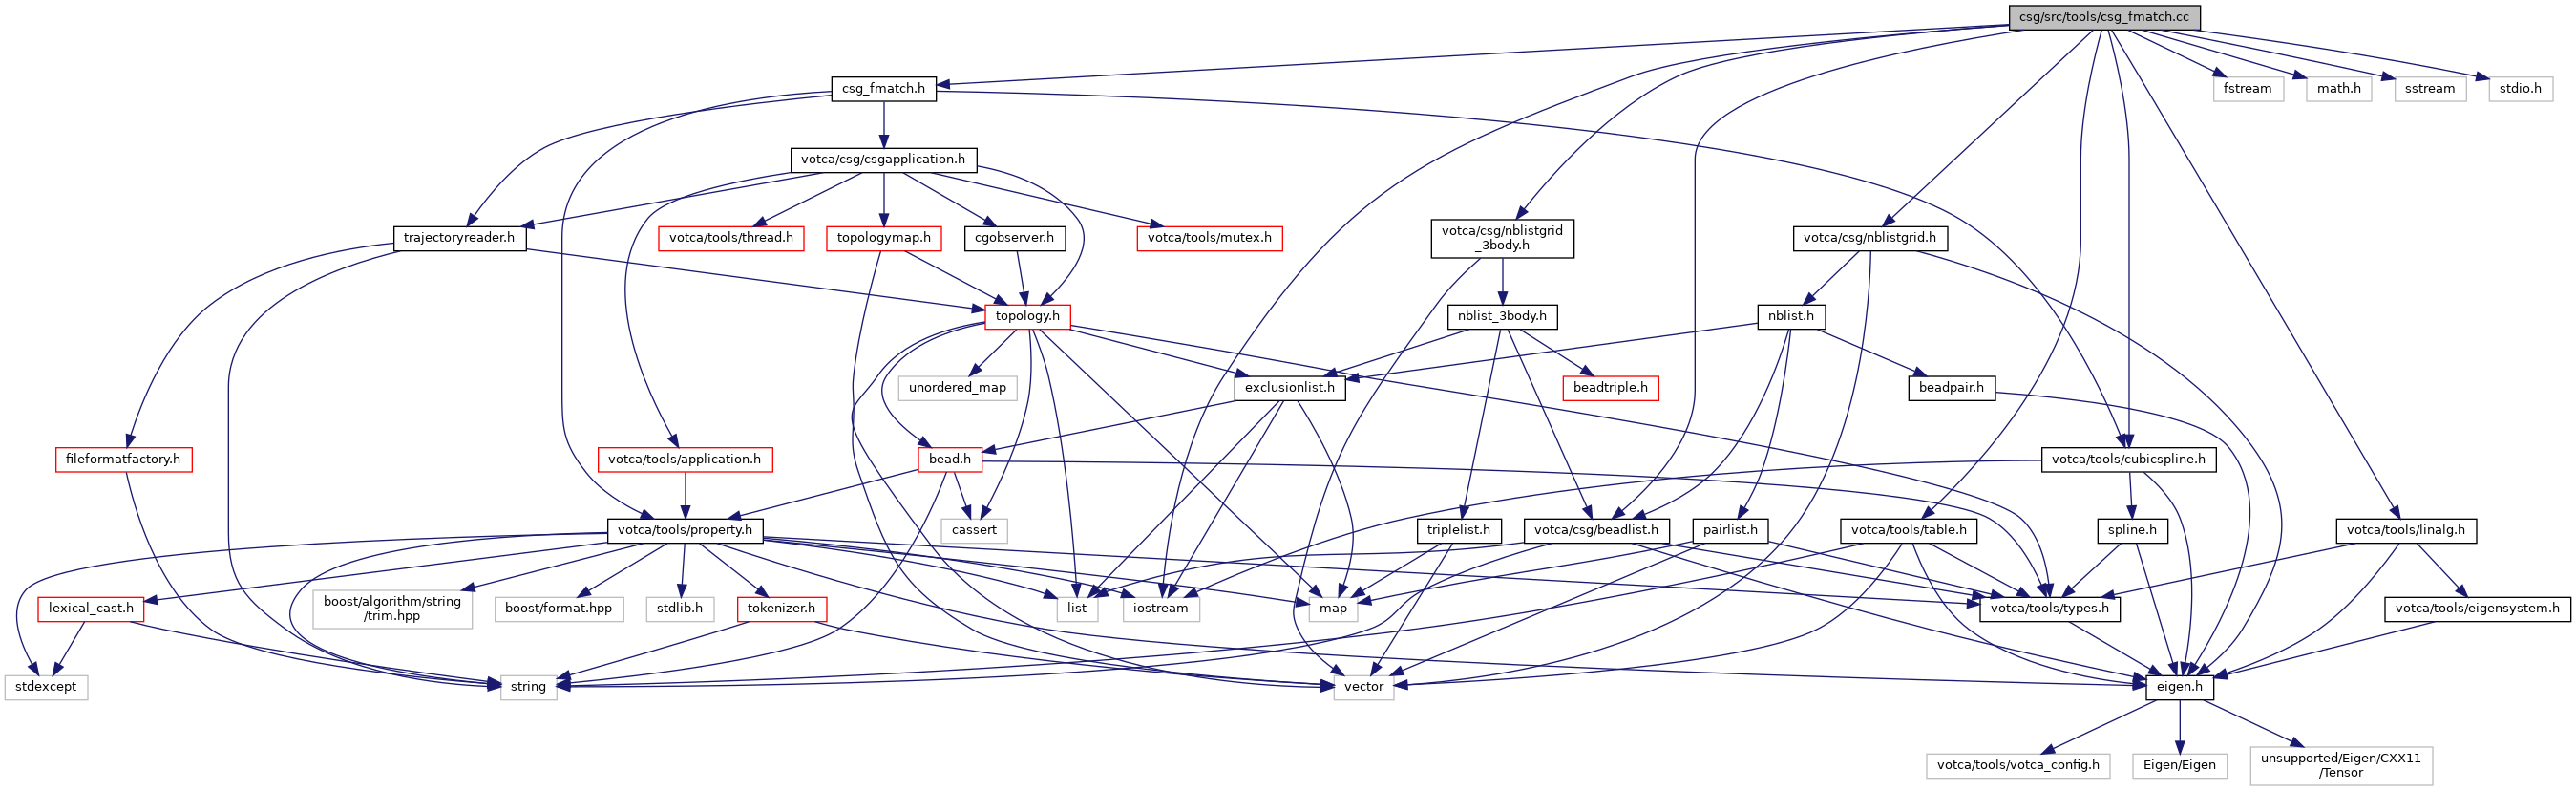 csg/src/tools/csg_fmatch.cc
csg_fmatch.h
fstream
math.h
sstream
stdio.h
votca/csg/csgapplication.h
trajectoryreader.h
votca/tools/thread.h
topologymap.h
cgobserver.h
votca/tools/mutex.h
votca/csg/nblistgrid
_3body.h
votca/csg/nblistgrid.h
topology.h
nblist_3body.h
nblist.h
unordered_map
exclusionlist.h
beadtriple.h
beadpair.h
fileformatfactory.h
votca/tools/application.h
bead.h
votca/tools/cubicspline.h
votca/tools/property.h
cassert
triplelist.h
votca/csg/beadlist.h
pairlist.h
votca/tools/table.h
spline.h
votca/tools/linalg.h
lexical_cast.h
boost/algorithm/string
/trim.hpp
boost/format.hpp
stdlib.h
tokenizer.h
list
iostream
map
votca/tools/types.h
votca/tools/eigensystem.h
stdexcept
string
vector
eigen.h
votca/tools/votca_config.h
Eigen/Eigen
unsupported/Eigen/CXX11
/Tensor